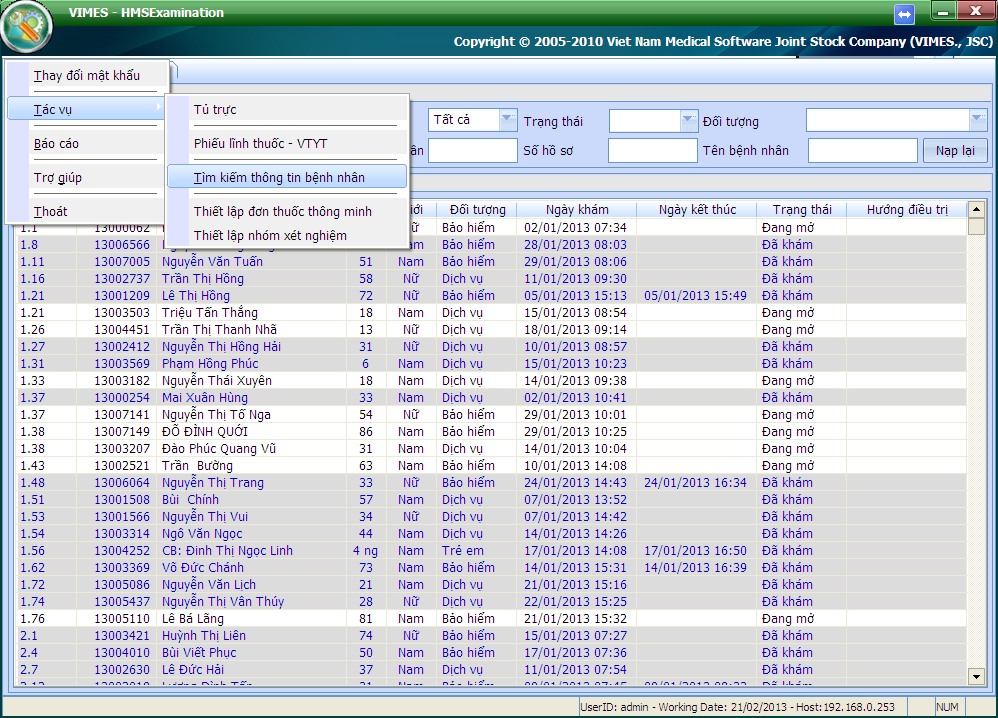 VIMES - HMSExamination
Copyright © 2005-2010 Viet Nam Medical Software Joint Stock Company (VIMES., JSC)
Thay đổi mật khẩu
Tác vụ
Báo cáo
Trợ giúp
Thoát
Tủ trực
Phiếu lĩnh thuốc - VTYT
Tìm kiếm thông tin bệnh nhân
Thiết lập đơn thuốc thông minh
Thiết lập nhóm xét nghiệm
Tất cả Trạng thái Đối tượng
Số hồ sơ Tên bệnh nhân Nạp lại
Đối tượng Ngày khám Ngày kết thúc Trạng thái Hướng điều trị
1.1 13000062 Bảo hiểm 02/01/2013 07:34 Đang mở
1.8 13006566 Bảo hiểm 28/01/2013 08:03 Đã khám
1.11 13007005 Nguyễn Văn Tuấn 51 Nam Bảo hiểm 29/01/2013 08:06 Đã khám
1.16 13002737 Trần Thị Hồng 58 Nữ Dịch vụ 11/01/2013 09:30 Đã khám
1.21 13001209 Lê Thị Hồng 72 Nữ Bảo hiểm 05/01/2013 15:13 05/01/2013 15:49 Đã khám
1.21 13003503 Triệu Tấn Thắng 18 Nam Dịch vụ 15/01/2013 08:54 Đang mở
1.26 13004451 Trần Thị Thanh Nhã 13 Nữ Dịch vụ 18/01/2013 09:14 Đang mở
1.27 13002412 Nguyễn Thị Hồng Hải 31 Nữ Dịch vụ 10/01/2013 08:57 Đã khám
1.31 13003569 Phạm Hồng Phúc 6 Nam Dịch vụ 15/01/2013 10:23 Đã khám
1.33 13003182 Nguyễn Thái Xuyên 18 Nam Dịch vụ 14/01/2013 09:38 Đang mở
1.37 13000254 Mai Xuân Hùng 33 Nam Dịch vụ 02/01/2013 10:41 Đã khám
1.37 13007141 Nguyễn Thị Tố Nga 54 Nữ Bảo hiểm 29/01/2013 10:01 Đang mở
1.38 13007149 ĐỖ ĐÌNH QUỚI 86 Nam Bảo hiểm 29/01/2013 10:25 Đang mở
1.38 13003207 Đào Phúc Quang Vũ 31 Nam Dịch vụ 14/01/2013 10:04 Đang mở
1.43 13002521 Trần Bường 63 Nam Bảo hiểm 10/01/2013 14:08 Đang mở
1.48 13006064 Nguyễn Thị Trang 33 Nữ Bảo hiểm 24/01/2013 14:43 24/01/2013 16:34 Đã khám
1.51 13001508 Bùi Chính 57 Nam Dịch vụ 07/01/2013 13:52 Đã khám
1.53 13001566 Nguyễn Thị Vui 34 Nữ Dịch vụ 07/01/2013 14:42 Đã khám
1.54 13003314 Ngô Văn Ngọc 44 Nam Dịch vụ 14/01/2013 14:26 Đã khám
1.56 13004252 CB: Đinh Thị Ngọc Linh 4 ng Nam Trẻ em 17/01/2013 14:08 17/01/2013 16:50 Đã khám
1.62 13003369 Võ Đức Chánh 73 Nam Bảo hiểm 14/01/2013 15:31 14/01/2013 16:39 Đã khám
1.72 13005086 Nguyễn Văn Lịch 21 Nam Dịch vụ 21/01/2013 15:16 Đã khám
1.74 13005437 Nguyễn Thị Vân Thúy 28 Nữ Dịch vụ 22/01/2013 15:25 Đã khám
1.76 13005110 Lê Bá Lãng 81 Nam Bảo hiểm 21/01/2013 15:32 Đang mở
2.1 13003421 Huỳnh Thị Liên 74 Nữ Bảo hiểm 15/01/2013 07:27 Đã khám
2.4 13004010 Bùi Viết Phục 50 Nam Bảo hiểm 17/01/2013 07:36 Đã khám
2.7 13002630 Lê Đức Hải 37 Nam Dịch vụ 11/01/2013 07:54 Đã khám
UserID: admin - Working Date: 21/02/2013 - Host:192.168.0.253 NUM